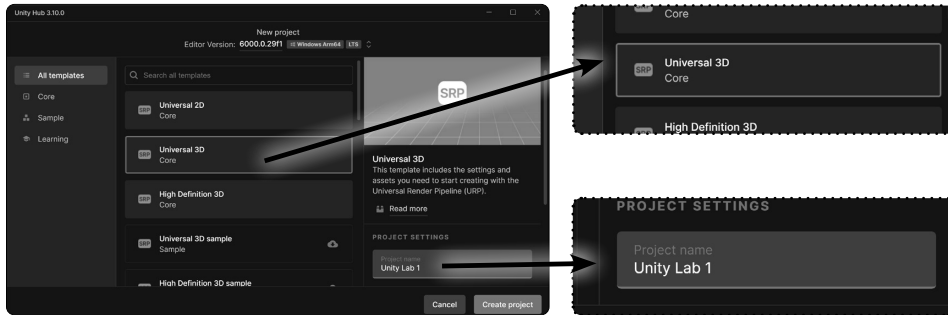 Unity Hub 3.10.0
New project
Editor Version: 6000.0.29f1 Windows Arm64 LTS
All templates
Core
Sample
Learning
Search all templates
SRP
Universal 2D
Core
SRP
Universal 3D
Core
SRP
High Definition 3D
Core
SRP
Universal 3D sample
Sample
SRP
High Definition 3D sample
SRP
Universal 3D
This template includes the settings and
assets you need to start creating with the
Universal Render Pipeline (URP).
Read more
PROJECT SETTINGS
Project name
Unity Lab 1
Cancel
Create project
SRP
Core
SRP
Universal 3D
Core
SRP
High Definition 3D
PROJECT SETTINGS
Project name
Unity Lab 1